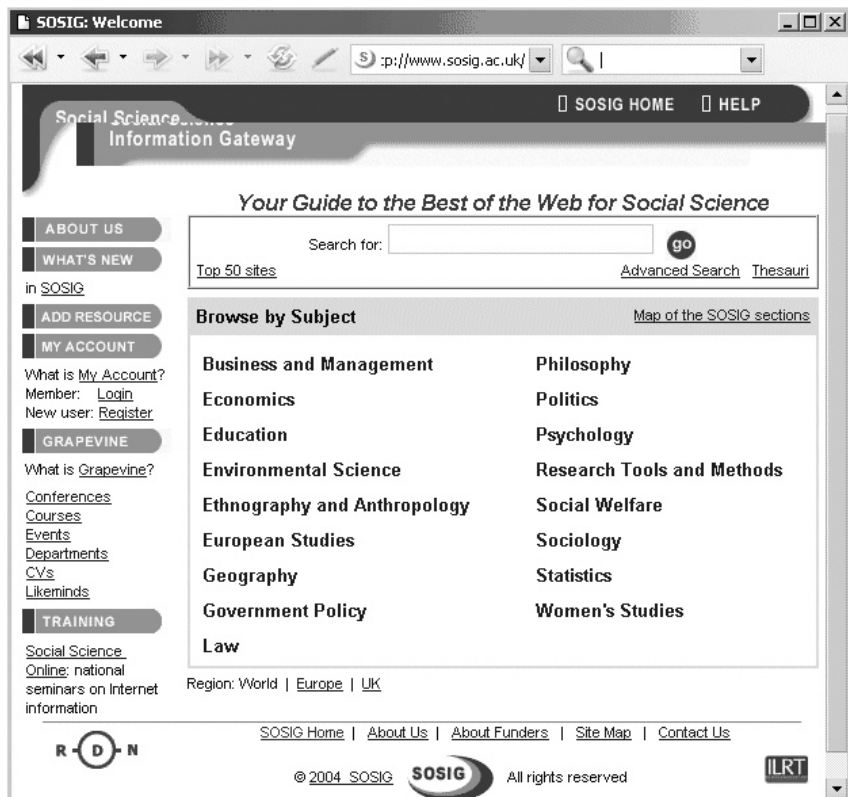 SOSIG: Welcome
:p://www.sosig.ac.uk/
SOSIG HOME HELP
Social Science
Information Gateway
Your Guide to the Best of the Web for Social Science
ABOUT US
WHAT'S NEW
in SOSIG
ADD RESOURCE
MY ACCOUNT
What is My Account?
Member: Login
New user: Register
GRAPEVINE
What is Grapevine?
Conferences
Courses
Events
Departments
CVs
Likeminds
TRAINING
Social Science
Online: national
seminars on Internet
information
Search for: go
Top 50 sites Advanced Search Thesauri
Browse by Subject Map of the SOSIG sections
Business and Management
Economics
Education
Environmental Science
Ethnography and Anthropology
European Studies
Geography
Government Policy
Law
Philosophy
Politics
Psychology
Research Tools and Methods
Social Welfare
Sociology
Statistics
Women's Studies
Region: World | Europe | UK
SOSIG Home | About Us | About Funders | Site Map | Contact Us
R D N
© 2004 SOSIG SOSIG All rights reserved
ILRT